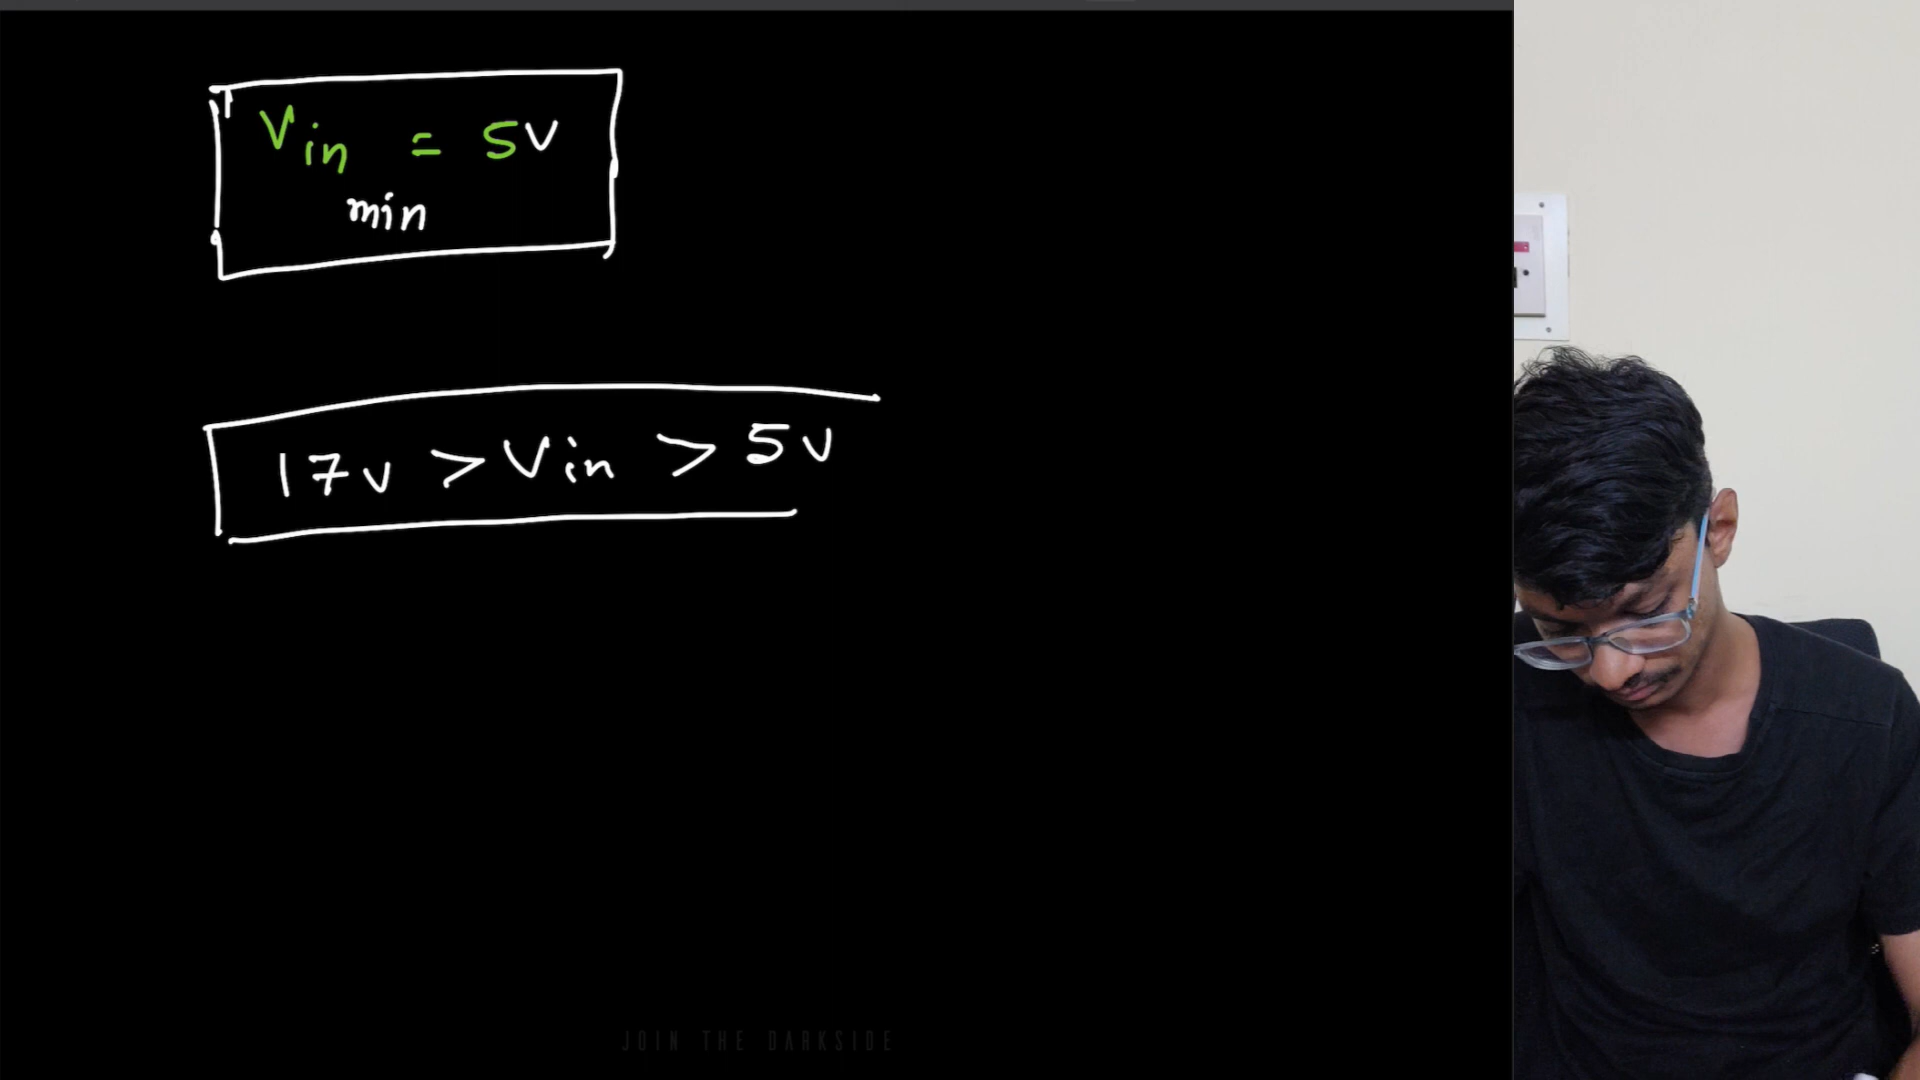 Vin = 5V
min
17v > Vin > 5v
JOIN THE DARKSIDE